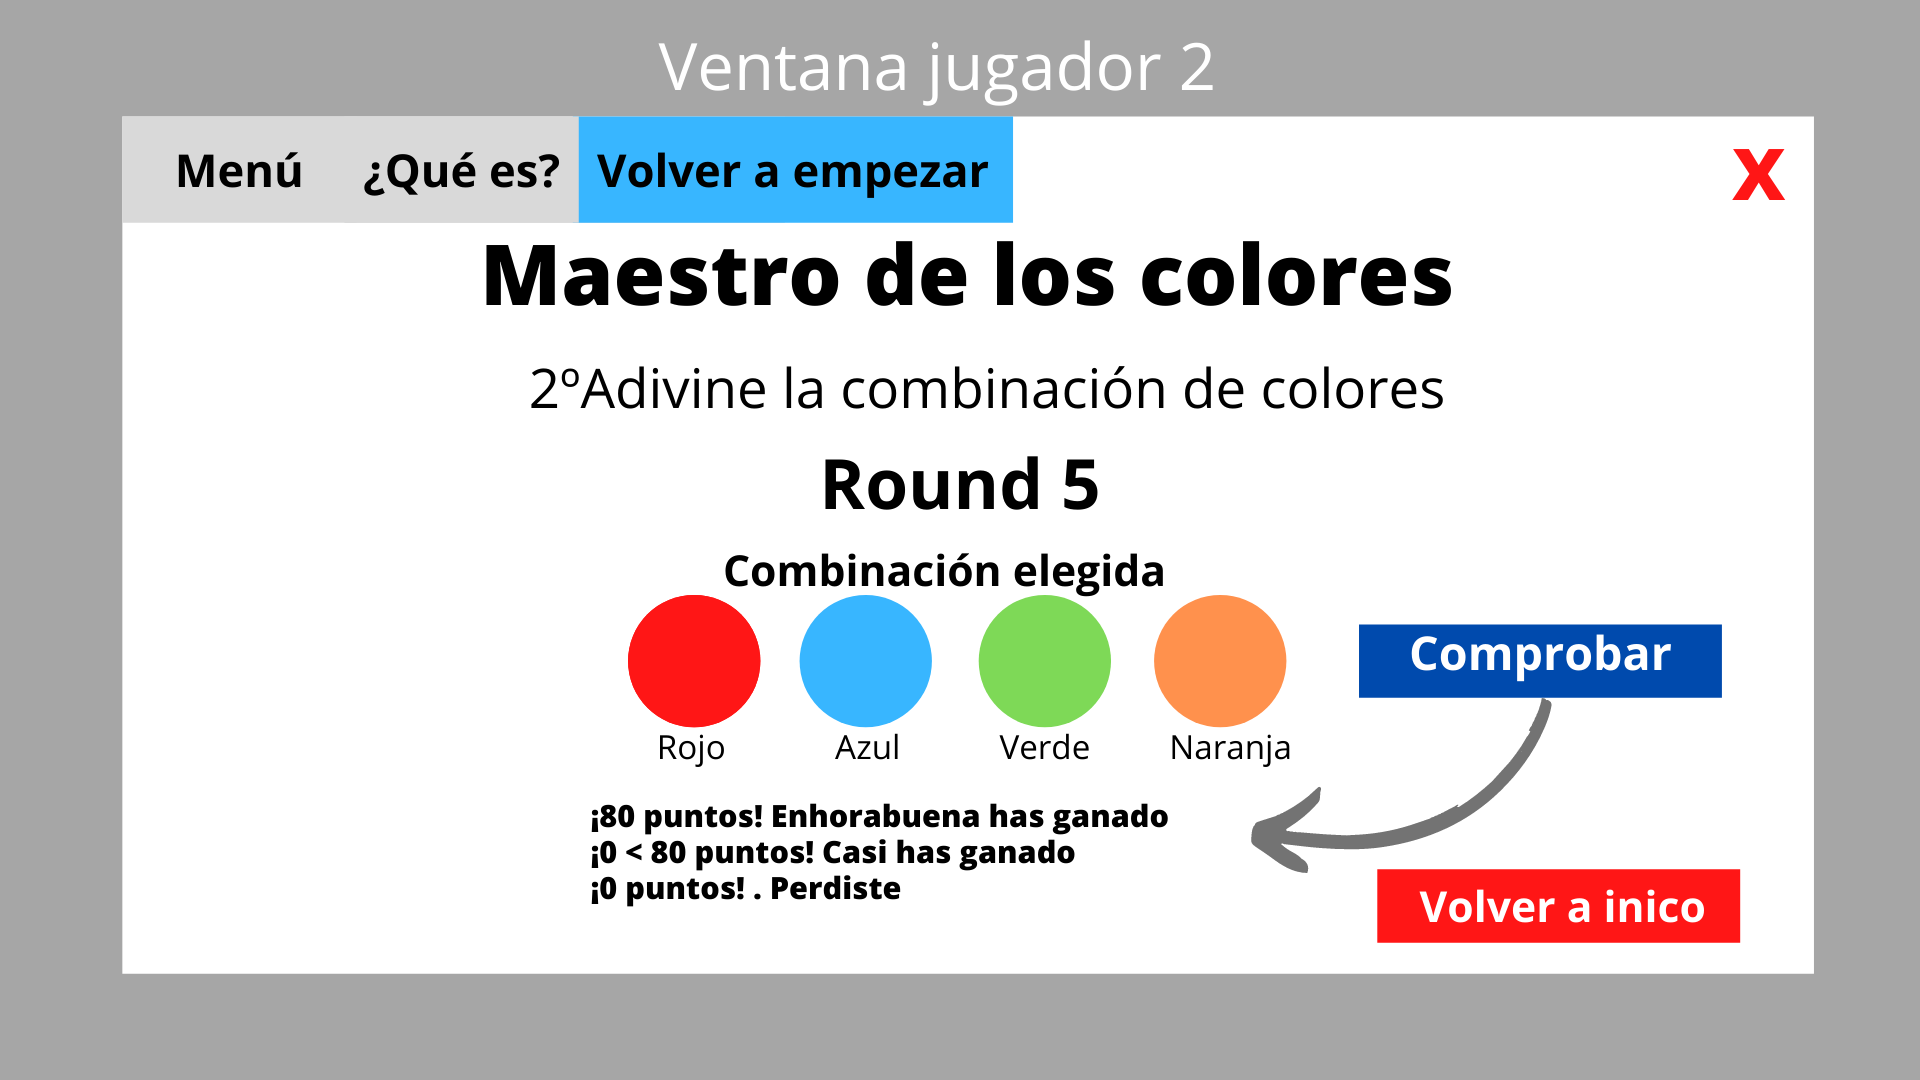 Ventana jugador 2
Menú ¿Qué es? Volver a empezar X
Maestro de los colores
2ºAdivine la combinación de colores
Round 5
Combinación elegida
Comprobar
Rojo Azul Verde Naranja
¡80 puntos! Enhorabuena has ganado
¡0 < 80 puntos! Casi has ganado
¡0 puntos! . Perdiste
Volver a inico